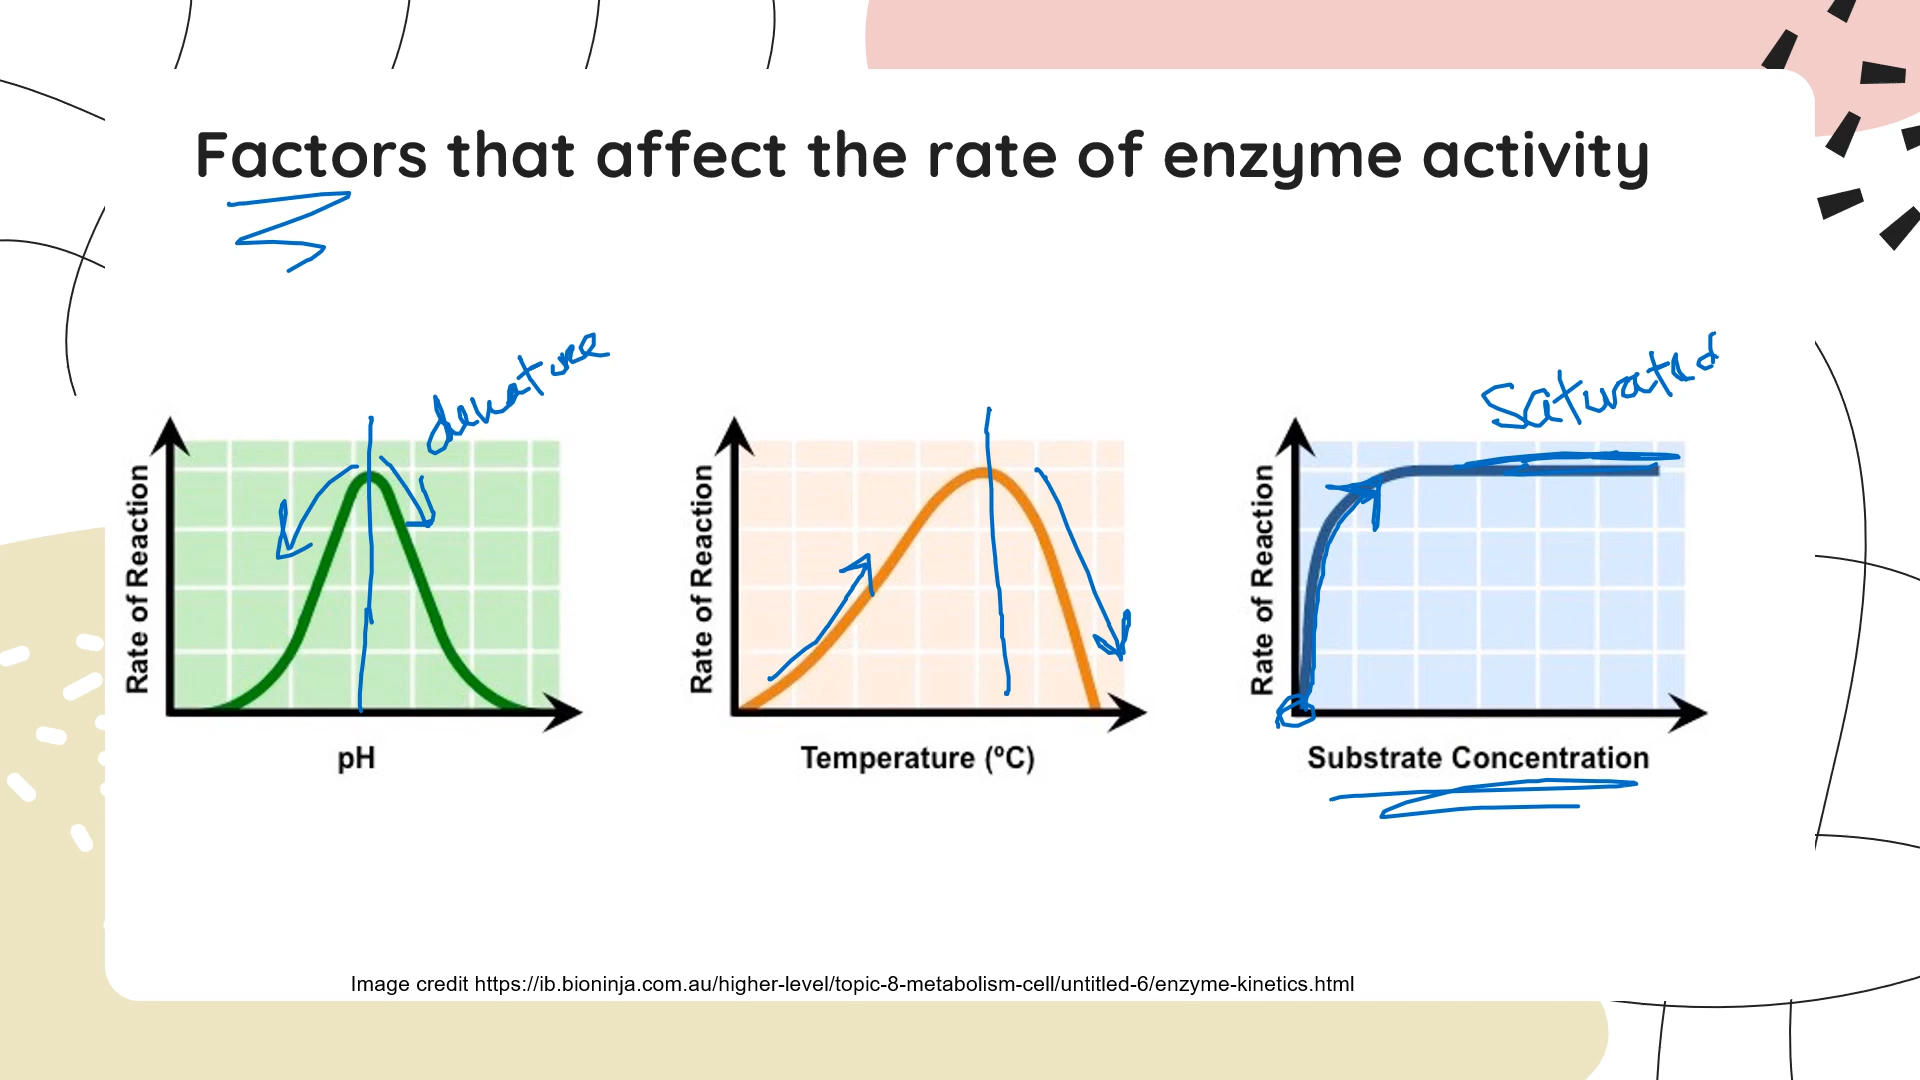 Factors that affect the rate of enzyme activity
denature
Saturated
Rate of Reaction
pH
Rate of Reaction
Temperature (ºC)
Rate of Reaction
Substrate Concentration
Image credit https://ib.bioninja.com.au/higher-level/topic-8-metabolism-cell/untitled-6/enzyme-kinetics.html